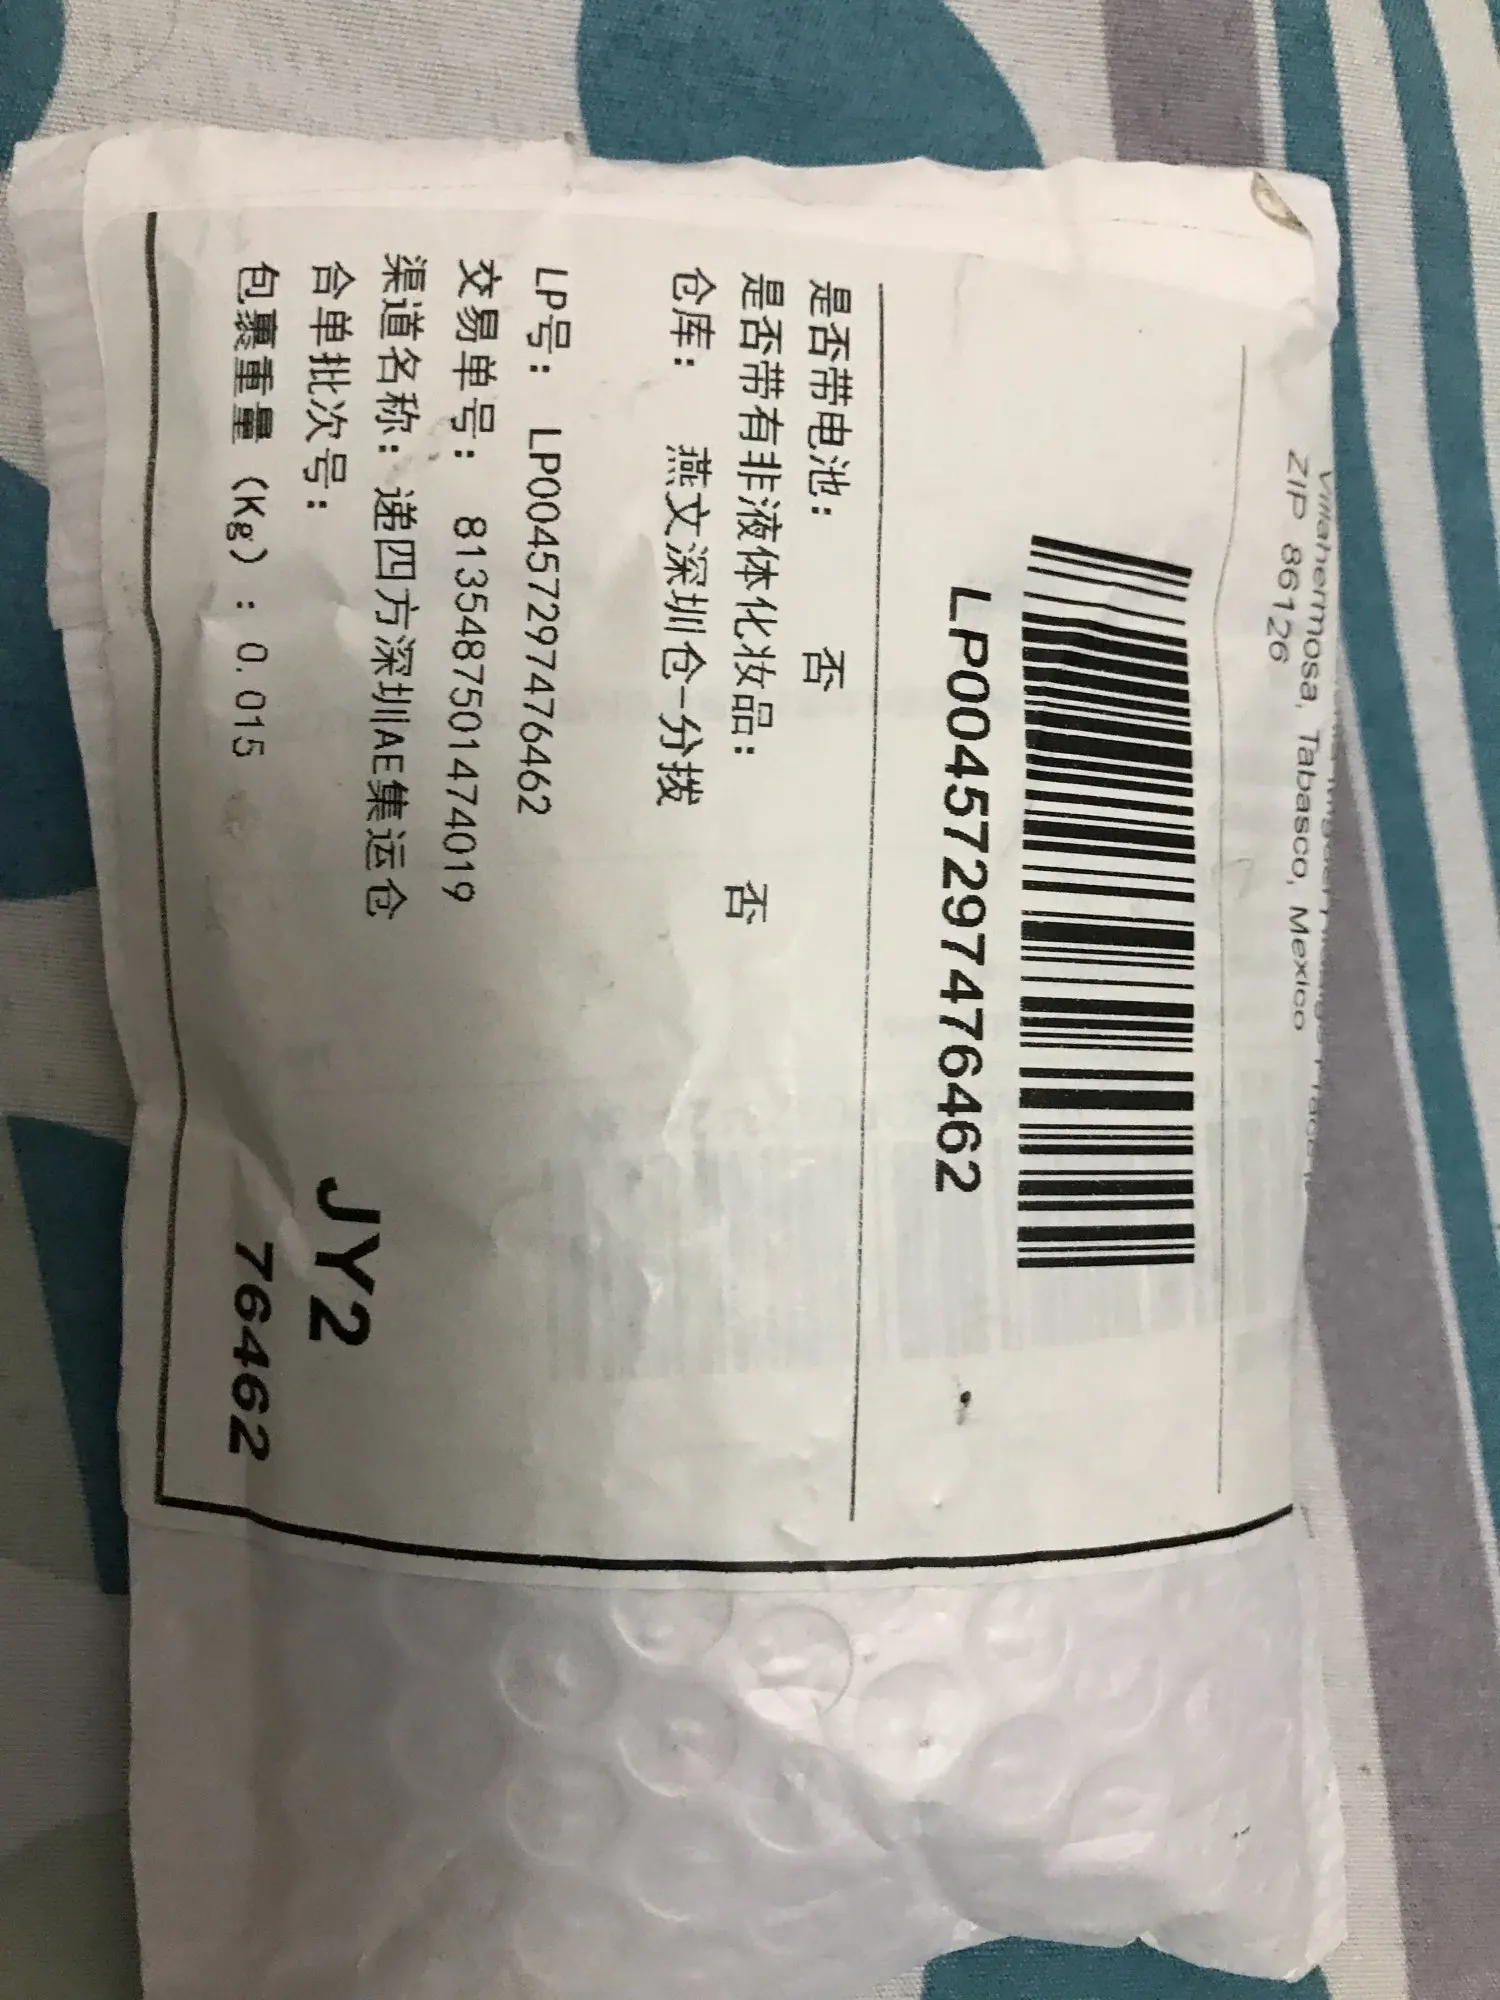 Villahermosa, Tabasco, Mexico
ZIP 86126
LP00457297476462
是否带电池: 否
是否带有非液体化妆品: 否
仓库: 燕文深圳仓-分拨
LP号: LP00457297476462
交易单号: 8135487501474019
渠道名称: 递四方深圳AE集运仓
合单批次号:
JY2
包裹重量 (Kg) : 0.015
76462